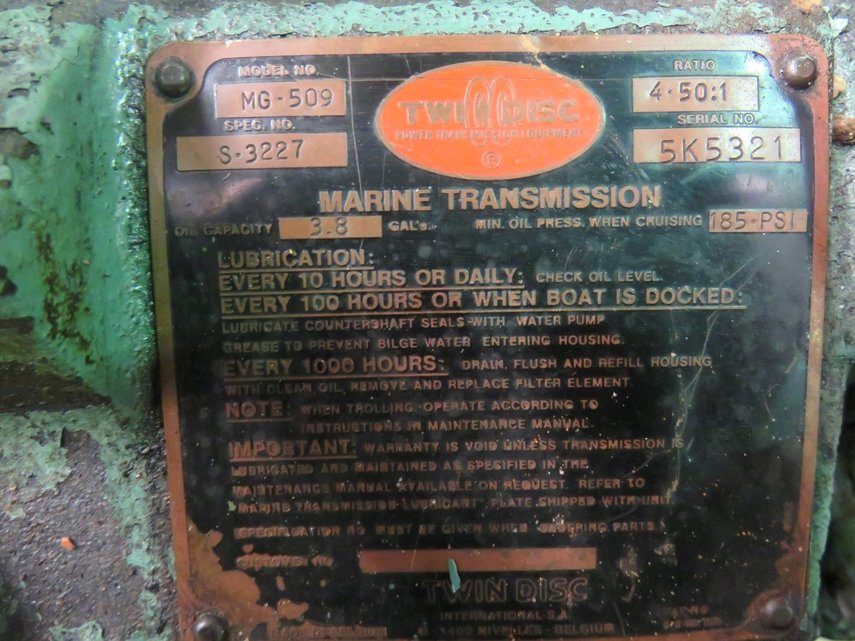 MODEL NO.
MG-509
SPEC. NO.
S-3227
TWIN DISC
POWER TRANSMISSION EQUIPMENT
®
RATIO
4.50:1
SERIAL NO.
5K5321
MARINE TRANSMISSION
OIL CAPACITY 3.8 GAL's. MIN. OIL PRESS. WHEN CRUISING 185-PSI
LUBRICATION:
EVERY 10 HOURS OR DAILY: CHECK OIL LEVEL.
EVERY 100 HOURS OR WHEN BOAT IS DOCKED:
LUBRICATE COUNTERSHAFT SEALS WITH WATER PUMP
GREASE TO PREVENT BILGE WATER ENTERING HOUSING.
EVERY 1000 HOURS: DRAIN, FLUSH AND REFILL HOUSING
WITH CLEAN OIL. REMOVE AND REPLACE FILTER ELEMENT
NOTE: WHEN TROLLING OPERATE ACCORDING TO
INSTRUCTIONS IN MAINTENANCE MANUAL.
IMPORTANT: WARRANTY IS VOID UNLESS TRANSMISSION IS
LUBRICATED AND MAINTAINED AS SPECIFIED IN THE
MAINTENANCE MANUAL AVAILABLE ON REQUEST. REFER TO
MARINE TRANSMISSION LUBRICANT PLATE SHIPPED WITH UNIT
SPECIFICATION NO MUST BE GIVEN WHEN ORDERING PARTS.
CUSTOMER NO
TWIN DISC
INTERNATIONAL S.A.
NIVELLES - BELGIUM